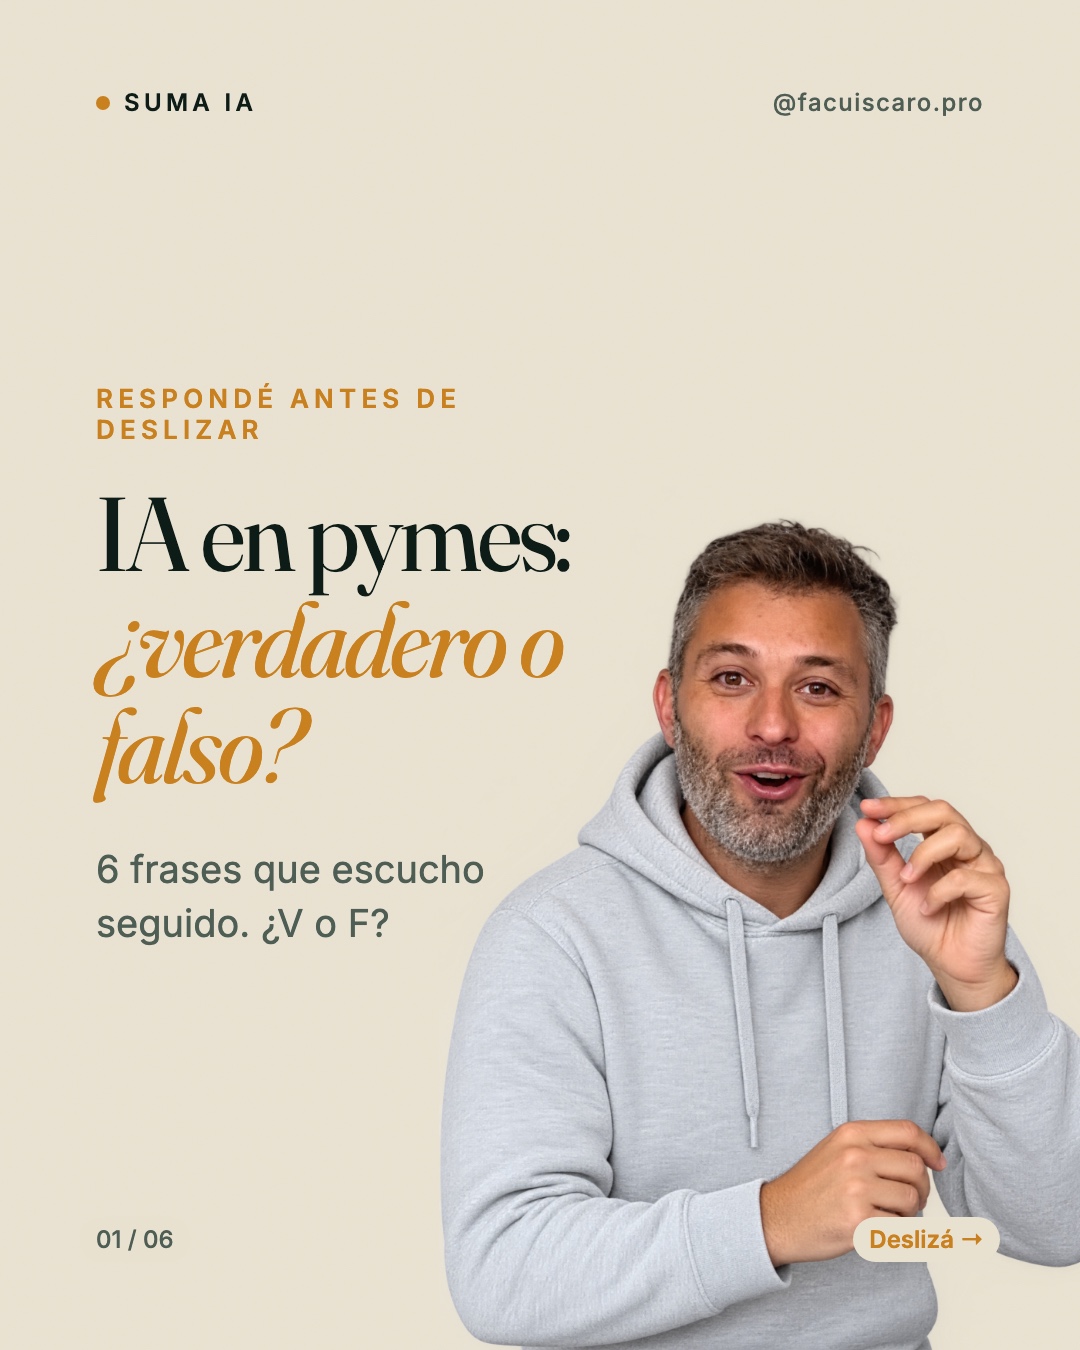 SUMA IA
@facuiscaro.pro
RESPONDÉ ANTES DE
DESLIZAR
IA en pymes:
¿verdadero o
falso?
6 frases que escucho
seguido. ¿V o F?
01 / 06
Deslizá →